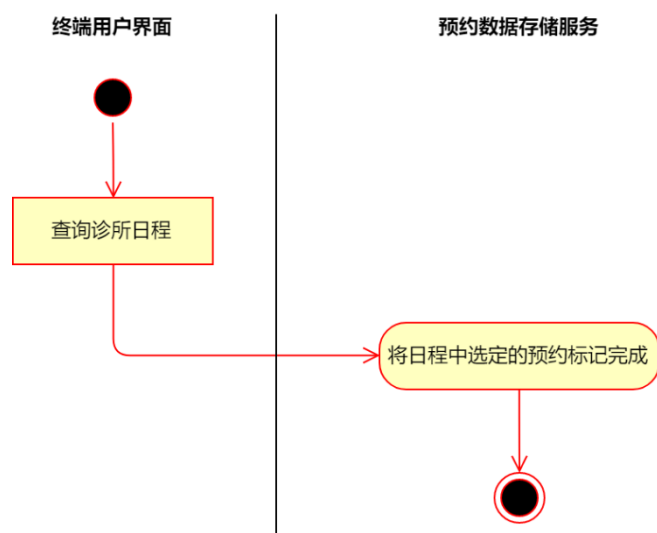 终端用户界面
预约数据存储服务
查询诊所日程
将日程中选定的预约标记完成